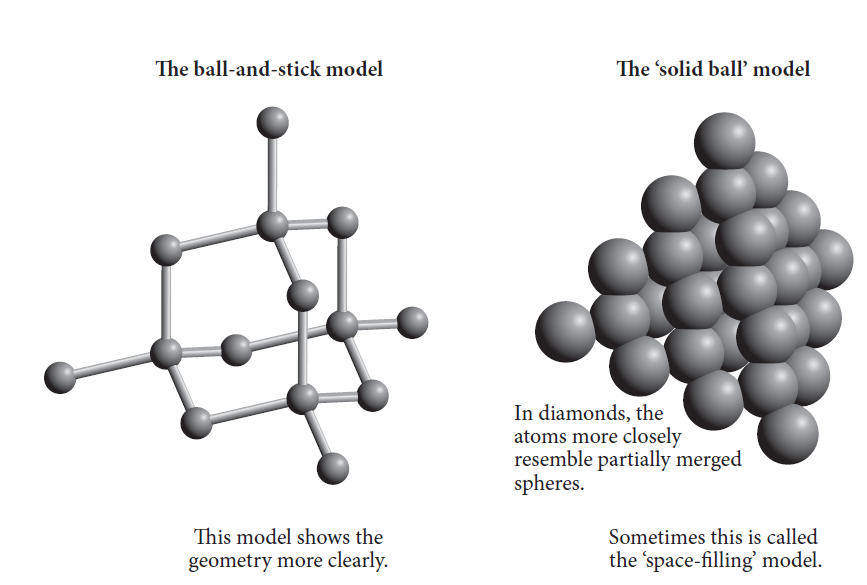 The ball-and-stick model
The ‘solid ball’ model
In diamonds, the
atoms more closely
resemble partially merged
spheres.
This model shows the
geometry more clearly.
Sometimes this is called
the ‘space-filling’ model.